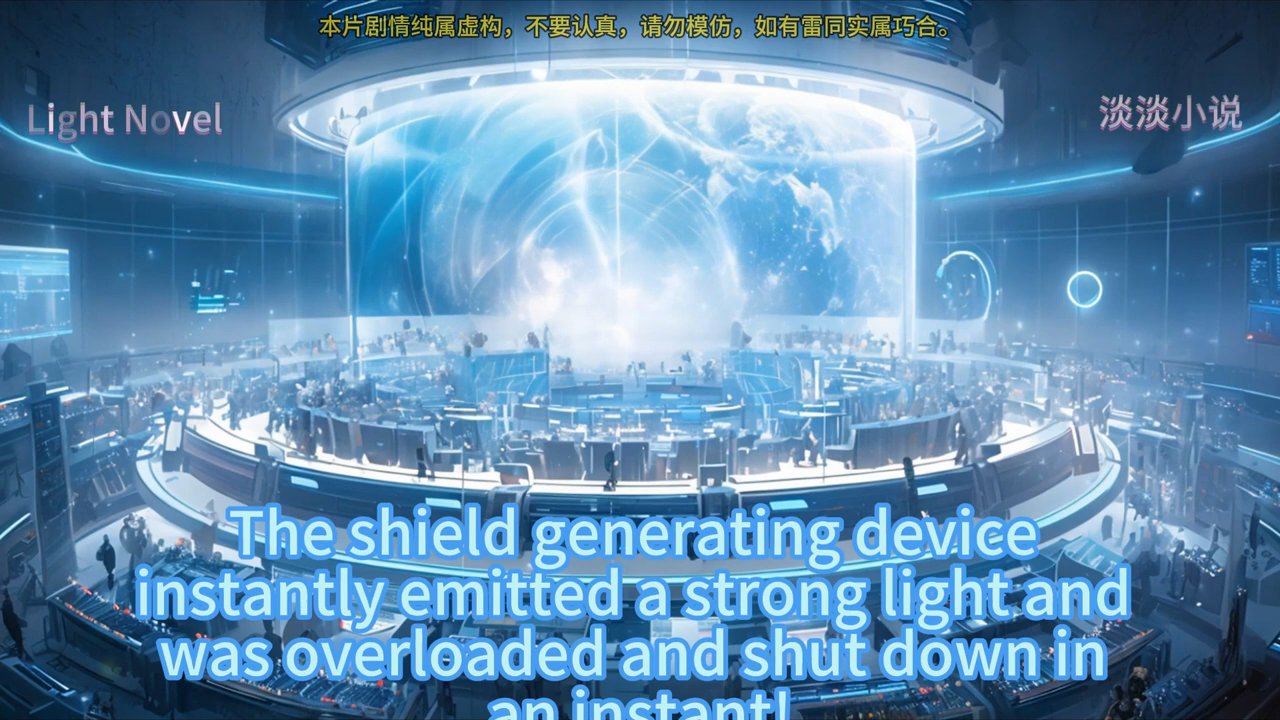 本片剧情纯属虚构，不要认真，请勿模仿，如有雷同实属巧合。
Light Novel
淡淡小说
The shield generating device
instantly emitted a strong light and
was overloaded and shut down in
an instant!